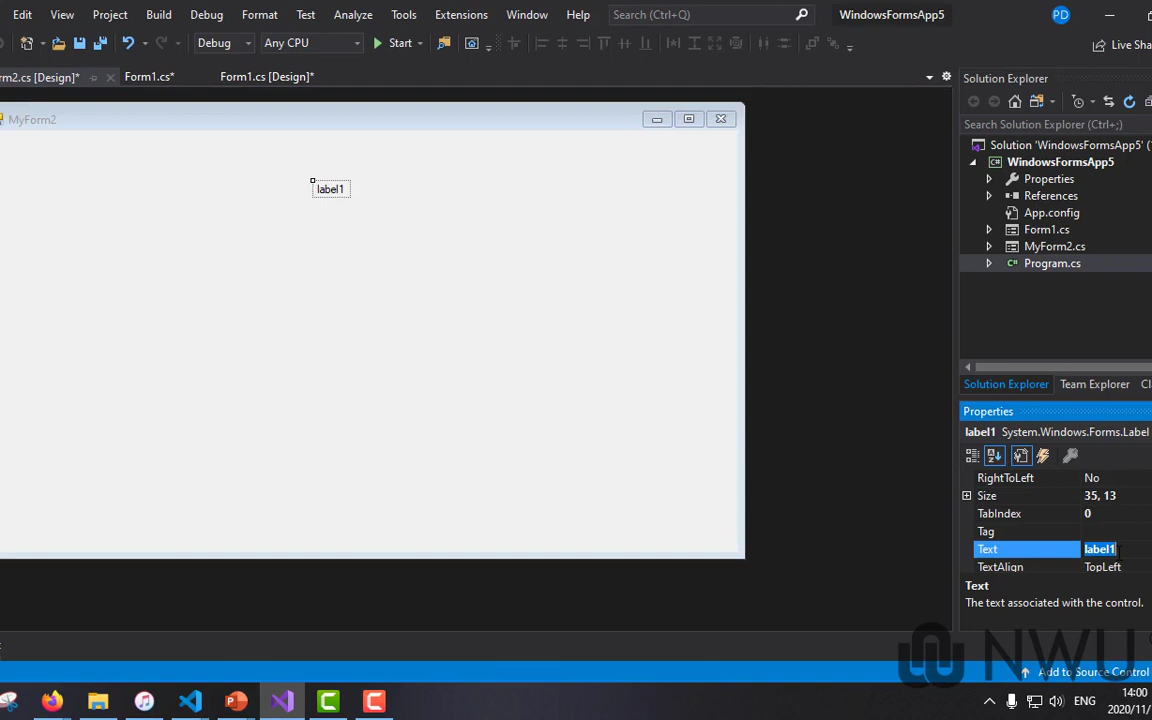 Edit View Project Build Debug Format Test Analyze Tools Extensions Window Help Search (Ctrl+Q) WindowsFormsApp5 PD
Debug Any CPU Start Live Sha
rm2.cs [Design]* Form1.cs* Form1.cs [Design]*
MyForm2
label1
Solution Explorer
Search Solution Explorer (Ctrl+;)
Solution 'WindowsFormsApp5' (1
WindowsFormsApp5
Properties
References
App.config
Form1.cs
MyForm2.cs
C# Program.cs
Solution Explorer Team Explorer Cl
Properties
label1 System.Windows.Forms.Label
RightToLeft No
Size 35, 13
TabIndex 0
Tag
Text label1
TextAlign TopLeft
Text
The text associated with the control.
NWU
Add to Source Control
ENG 14:00
2020/11/